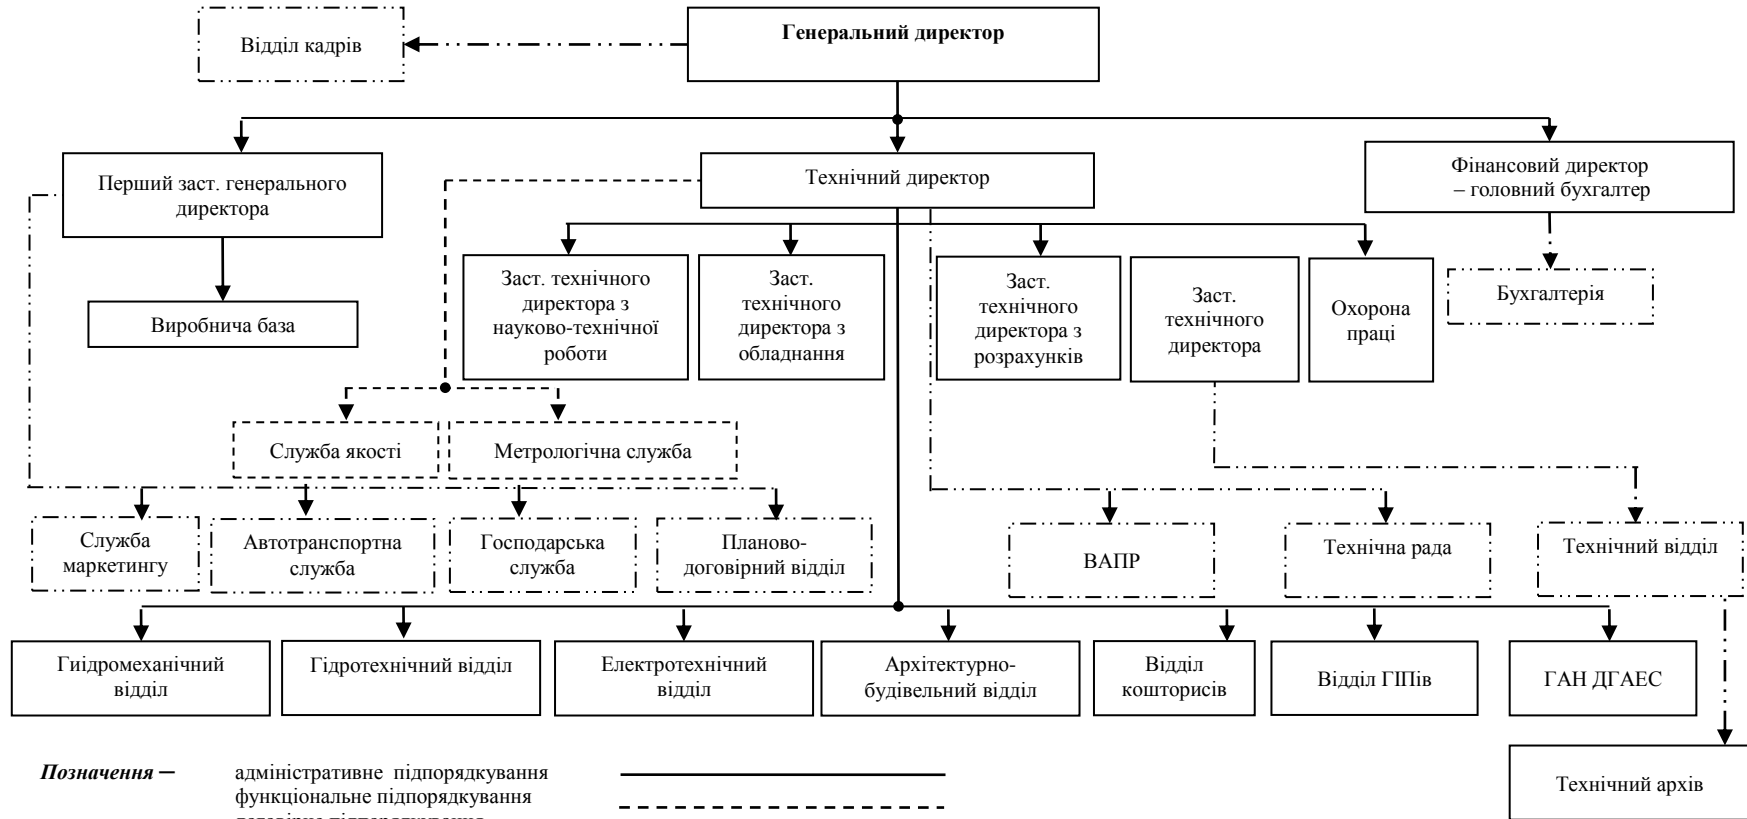 Відділ кадрів
Генеральний директор
Перший заст. генерального
директора
Технічний директор
Фінансовий директор
– головний бухгалтер
Виробнича база
Заст. технічного
директора з
науково-технічної
роботи
Заст.
технічного
директора з
обладнання
Заст.
технічного
директора з
розрахунків
Заст.
технічного
директора
Охорона
праці
Бухгалтерія
Служба якості
Метрологічна служба
Служба
маркетингу
Автотранспортна
служба
Господарська
служба
Планово-
договірний відділ
ВАПР
Технічна рада
Технічний відділ
Гиідромеханічний
відділ
Гідротехнічний відділ
Електротехнічний
відділ
Архітектурно-
будівельний відділ
Відділ
кошторисів
Відділ ГІПів
ГАН ДГАЕС
Технічний архів
Позначення –
адміністративне підпорядкування
функціональне підпорядкування